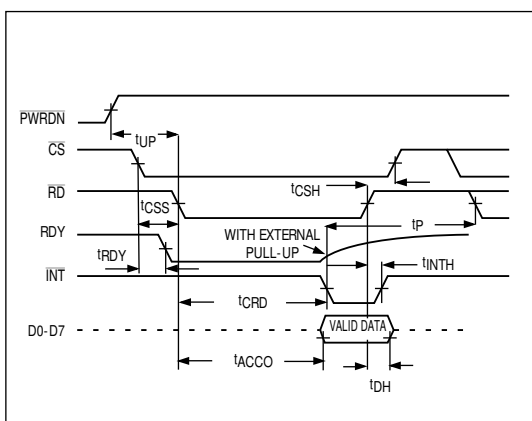 PWRDN
tUP
CS
tCSH
RD
tCSS
tP
RDY
WITH EXTERNAL
PULL-UP
tRDY
tINTH
INT
tCRD
D0-D7
VALID DATA
tACCO
tDH